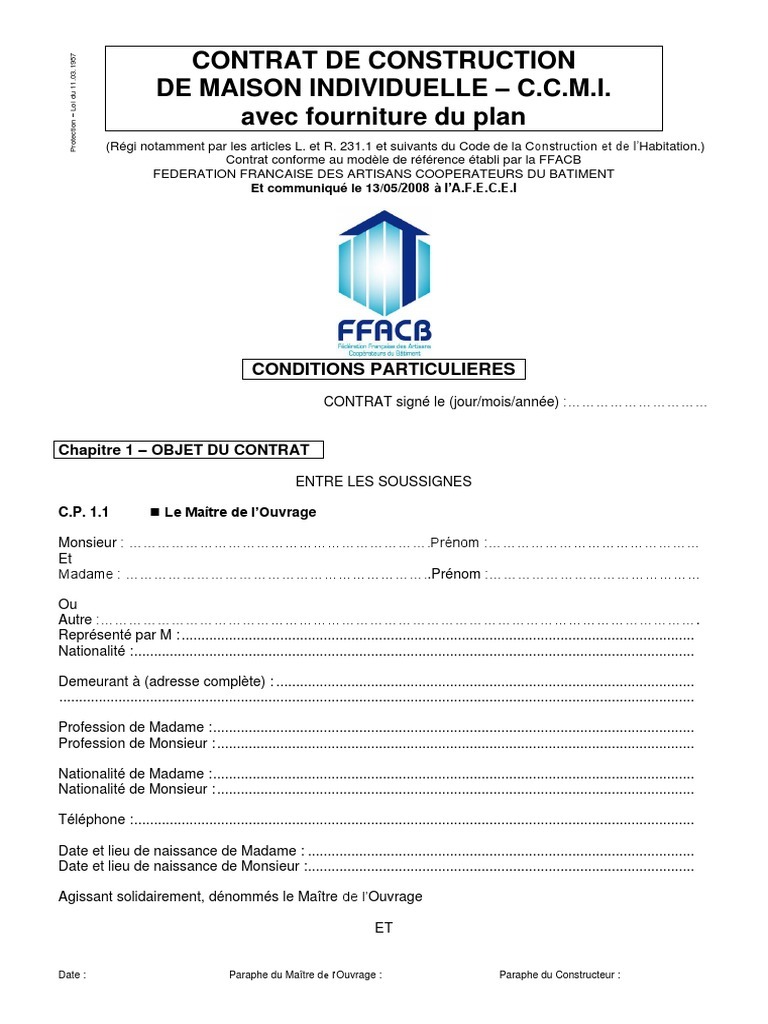 Protection – Loi du 11.03.1957
CONTRAT DE CONSTRUCTION
DE MAISON INDIVIDUELLE – C.C.M.I.
avec fourniture du plan
(Régi notamment par les articles L. et R. 231.1 et suivants du Code de la Construction et de l’Habitation.)
Contrat conforme au modèle de référence établi par la FFACB
FEDERATION FRANCAISE DES ARTISANS COOPERATEURS DU BATIMENT
Et communiqué le 13/05/2008 à l’A.F.E.C.E.I
FFACB
Fédération Française des Artisans
Coopérateurs du Bâtiment
CONDITIONS PARTICULIERES
CONTRAT signé le (jour/mois/année) :…………………………
Chapitre 1 – OBJET DU CONTRAT
ENTRE LES SOUSSIGNES
C.P. 1.1 ■ Le Maître de l’Ouvrage
Monsieur : ……………………………………………………….Prénom :………………………………………
Et
Madame : ………………………………………………………..Prénom :………………………………………
Ou
Autre :……………………………………………………………………………………………………………….
Représenté par M :...................................................................................................
Nationalité :...............................................................................................................
Demeurant à (adresse complète) :............................................................................
....................................................................................................................................
Profession de Madame :............................................................................................
Profession de Monsieur :...........................................................................................
Nationalité de Madame :............................................................................................
Nationalité de Monsieur :...........................................................................................
Téléphone :................................................................................................................
Date et lieu de naissance de Madame :.....................................................................
Date et lieu de naissance de Monsieur :....................................................................
Agissant solidairement, dénommés le Maître de l’Ouvrage
ET
Date : Paraphe du Maître de l’Ouvrage : Paraphe du Constructeur :